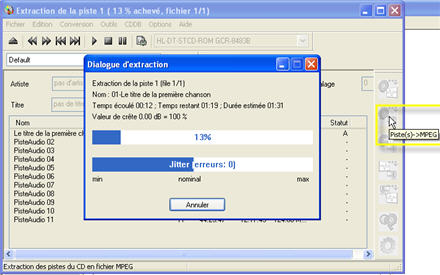 Extraction de la piste 1 ( 13 % achevé, fichier 1/1)
Fichier Edition Conversion Outils CDDB Affichage Aide
HL-DT-STCD-ROM GCR-8483B
Default
Dialogue d'extraction
Extraction de la piste 1 (file 1/1)
Nom : 01-Le titre de la première chanson
Temps écoulé 00:12 ; Temps restant 01:19 ; Durée estimée 01:31
Valeur de crête 0.00 dB = 100 %
13%
Jitter (erreurs: 0)
min nominal max
Annuler
Artiste pas d'artis
Titre pas de titre
Nom Statut
Le titre de la première ch A
PisteAudio 02
PisteAudio 03
PisteAudio 04
PisteAudio 05
PisteAudio 06
PisteAudio 07
PisteAudio 08
PisteAudio 09
PisteAudio 10
PisteAudio 11
Piste(s)->MPEG
Extraction des pistes du CD en fichier MPEG